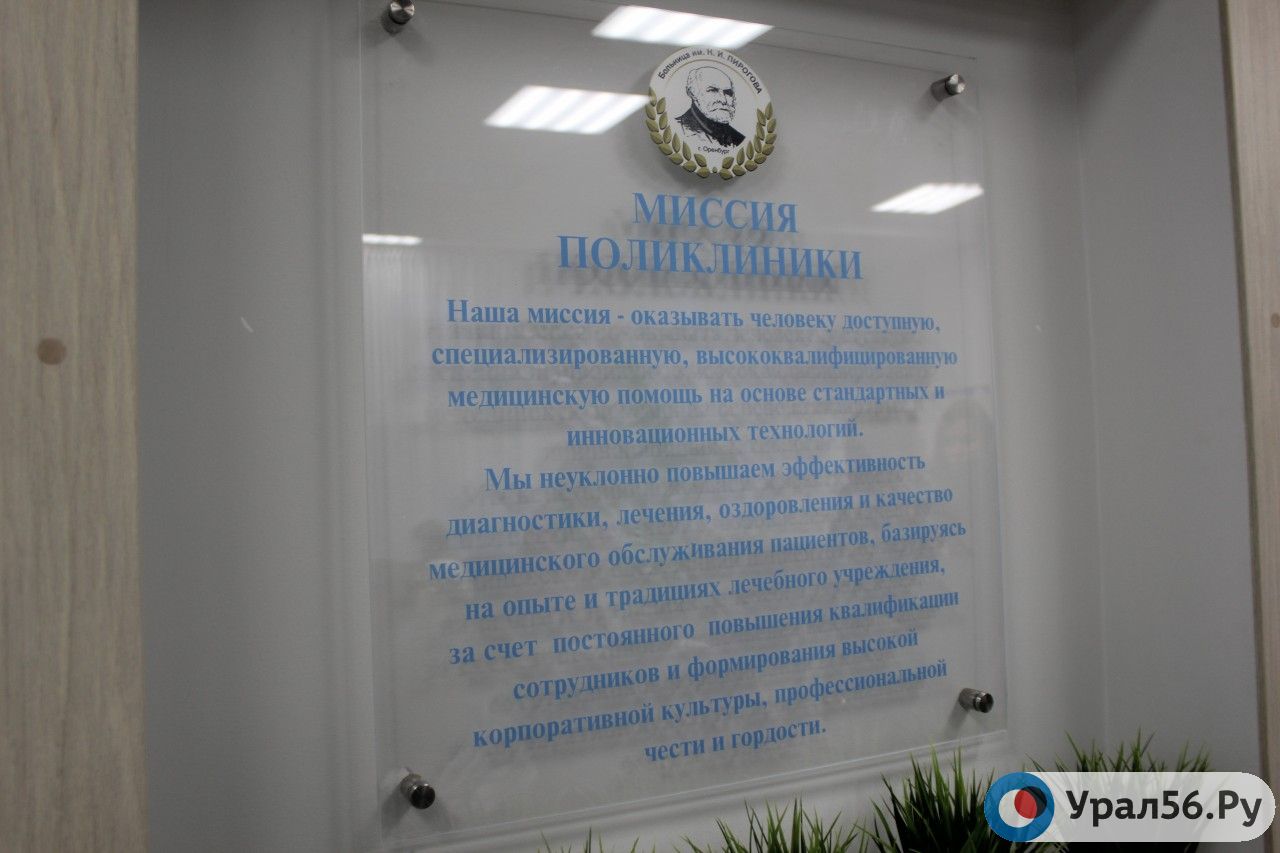 Больница им. Н. И. ПИРОГОВА
г. Оренбург
МИССИЯ
ПОЛИКЛИНИКИ
Наша миссия - оказывать человеку доступную,
специализированную, высококвалифицированную
медицинскую помощь на основе стандартных и
инновационных технологий.
Мы неуклонно повышаем эффективность
диагностики, лечения, оздоровления и качество
медицинского обслуживания пациентов, базируясь
на опыте и традициях лечебного учреждения,
за счет постоянного повышения квалификации
сотрудников и формирования высокой
корпоративной культуры, профессиональной
чести и гордости.
Урал56.Ру